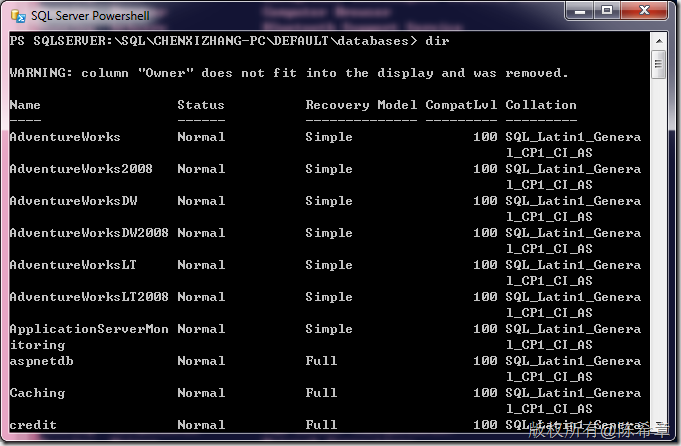 SQL Server Powershell
PS SQLSERVER:\SQL\CHENXIZHANG-PC\DEFAULT\databases> dir
WARNING: column "Owner" does not fit into the display and was removed.
Name Status Recovery Model CompatLvl Collation
---- ------ -------------- --------- ---------
AdventureWorks Normal Simple 100 SQL_Latin1_Genera
l_CP1_CI_AS
AdventureWorks2008 Normal Simple 100 SQL_Latin1_Genera
l_CP1_CI_AS
AdventureWorksDW Normal Simple 100 SQL_Latin1_Genera
l_CP1_CI_AS
AdventureWorksDW2008 Normal Simple 100 SQL_Latin1_Genera
l_CP1_CI_AS
AdventureWorksLT Normal Simple 100 SQL_Latin1_Genera
l_CP1_CI_AS
AdventureWorksLT2008 Normal Simple 100 SQL_Latin1_Genera
l_CP1_CI_AS
ApplicationServerMon Normal Simple 100 SQL_Latin1_Genera
itoring l_CP1_CI_AS
aspnetdb Normal Full 100 SQL_Latin1_Genera
l_CP1_CI_AS
Caching Normal Full 100 SQL_Latin1_Genera
l_CP1_CI_AS
credit Normal Full 100 SQL_Latin1_Genera
版权所有@陈希章